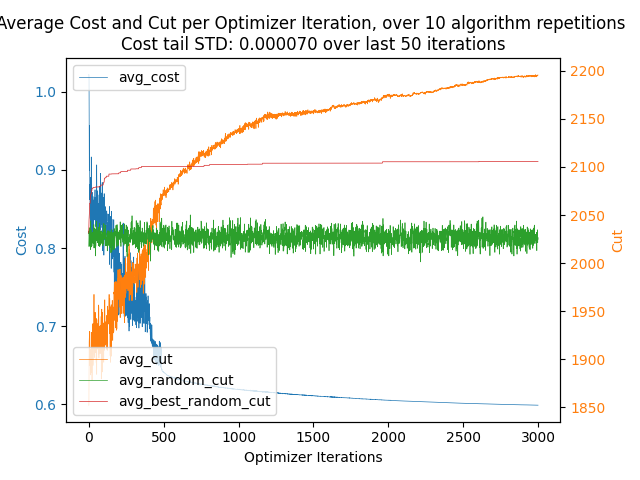 Average Cost and Cut per Optimizer Iteration, over 10 algorithm repetitions
Cost tail STD: 0.000070 over last 50 iterations
avg_cost
1.0
0.9
0.8
0.7
0.6
Cost
2200
2150
2100
2050
2000
1950
1900
1850
Cut
avg_cut
avg_random_cut
avg_best_random_cut
0
500
1000
1500
2000
2500
3000
Optimizer Iterations